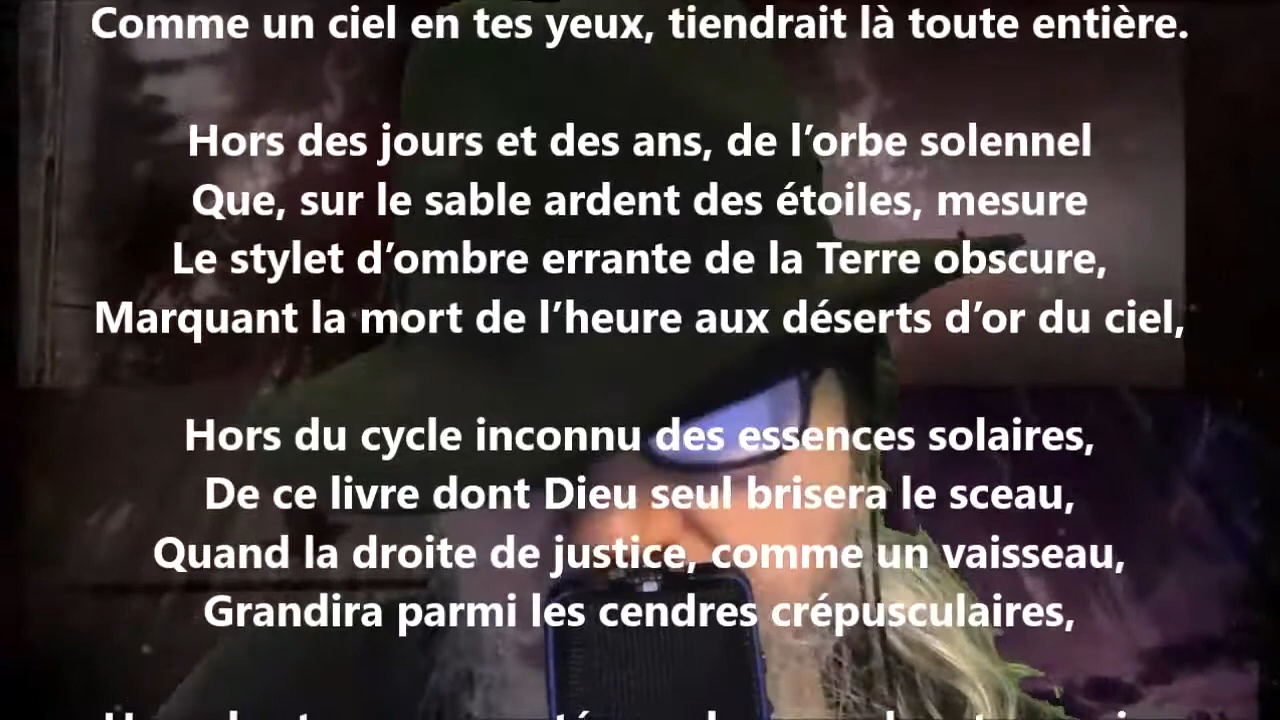 Comme un ciel en tes yeux, tiendrait là toute entière.
Hors des jours et des ans, de l’orbe solennel
Que, sur le sable ardent des étoiles, mesure
Le stylet d’ombre errante de la Terre obscure,
Marquant la mort de l’heure aux déserts d’or du ciel,
Hors du cycle inconnu des essences solaires,
De ce livre dont Dieu seul brisera le sceau,
Quand la droite de justice, comme un vaisseau,
Grandira parmi les cendres crépusculaires,